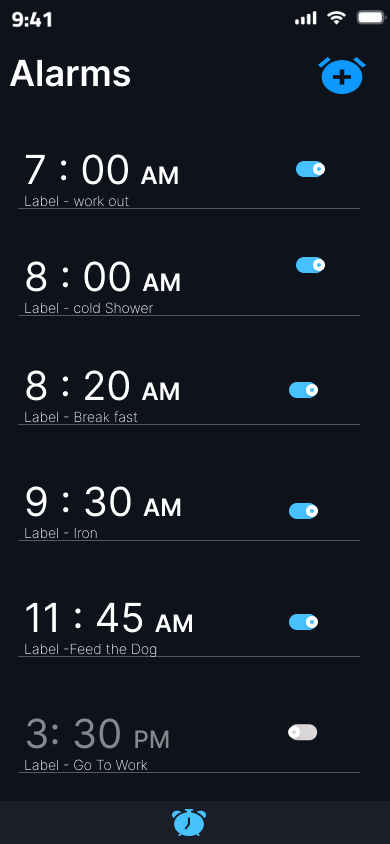 9:41
Alarms
7 : 00 AM
Label - work out
8 : 00 AM
Label - cold Shower
8 : 20 AM
Label - Break fast
9 : 30 AM
Label - Iron
11 : 45 AM
Label -Feed the Dog
3: 30 PM
Label - Go To Work